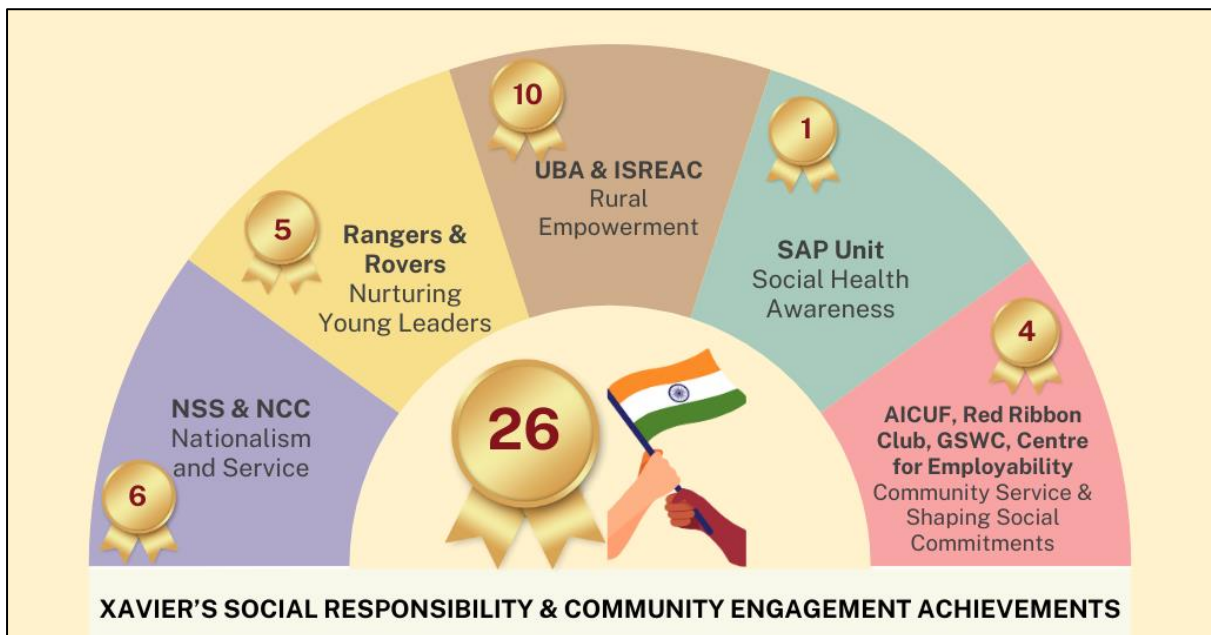 6
NSS & NCC
Nationalism
and Service
5
Rangers &
Rovers
Nurturing
Young Leaders
10
UBA & ISREAC
Rural
Empowerment
1
SAP Unit
Social Health
Awareness
4
AICUF, Red Ribbon
Club, GSWC, Centre
for Employability
Community Service &
Shaping Social
Commitments
26
XAVIER'S SOCIAL RESPONSIBILITY & COMMUNITY ENGAGEMENT ACHIEVEMENTS